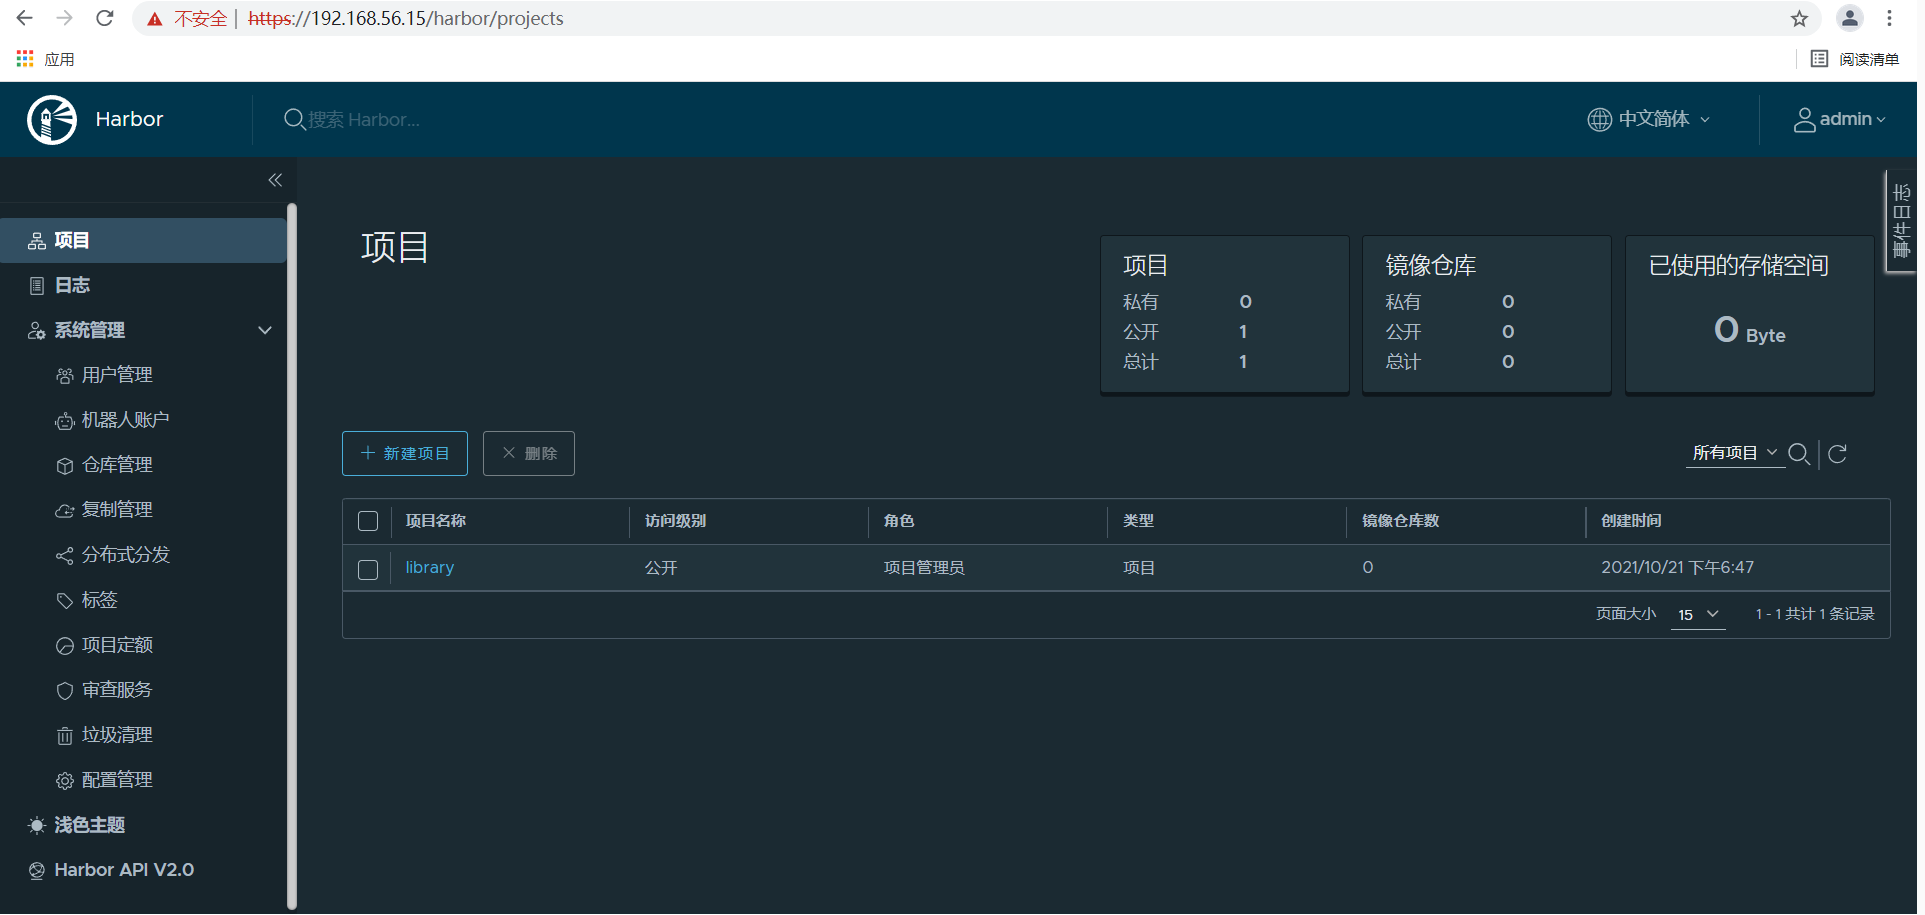 不安全 | https://192.168.56.15/harbor/projects
应用
阅读清单
Harbor
搜索 Harbor...
中文简体
admin
事件日志
项目
日志
系统管理
用户管理
机器人账户
仓库管理
复制管理
分布式分发
标签
项目定额
审查服务
垃圾清理
配置管理
浅色主题
Harbor API V2.0
项目
项目
私有 0
公开 1
总计 1
镜像仓库
私有 0
公开 0
总计 0
已使用的存储空间
0 Byte
新建项目
删除
所有项目
项目名称 访问级别 角色 类型 镜像仓库数 创建时间
library 公开 项目管理员 项目 0 2021/10/21 下午6:47
页面大小 15 1 - 1 共计 1 条记录